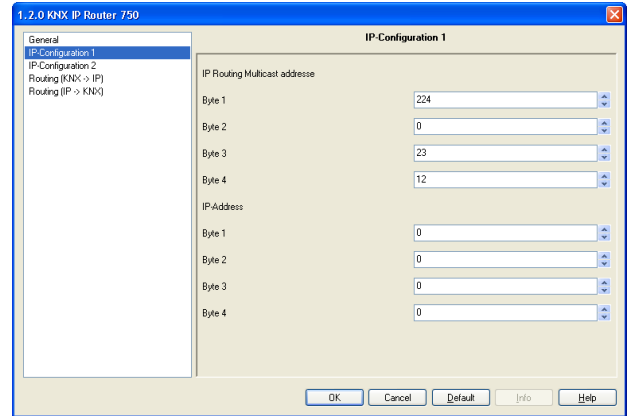 1.2.0 KNX IP Router 750
General
IP-Configuration 1
IP-Configuration 2
Routing (KNX -> IP)
Routing (IP -> KNX)
IP-Configuration 1
IP Routing Multicast addresse
Byte 1 224
Byte 2 0
Byte 3 23
Byte 4 12
IP-Address
Byte 1 0
Byte 2 0
Byte 3 0
Byte 4 0
OK Cancel Default Info Help